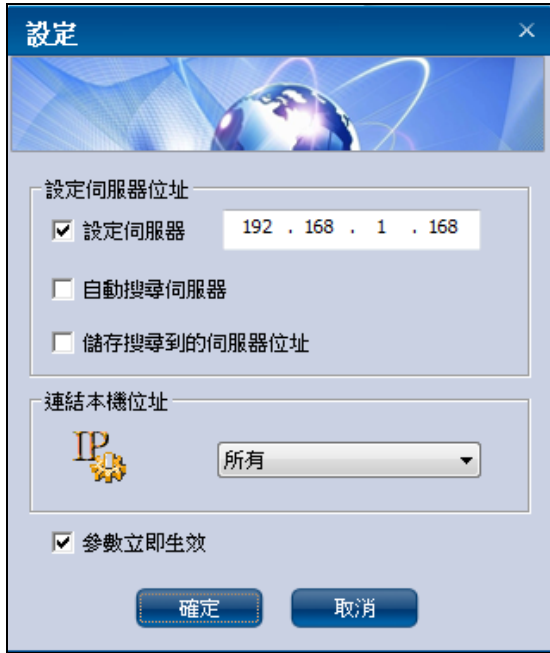 設定
設定伺服器位址
設定伺服器 192 . 168 . 1 . 168
自動搜尋伺服器
儲存搜尋到的伺服器位址
連結本機位址
IP
所有
參數立即生效
確定 取消